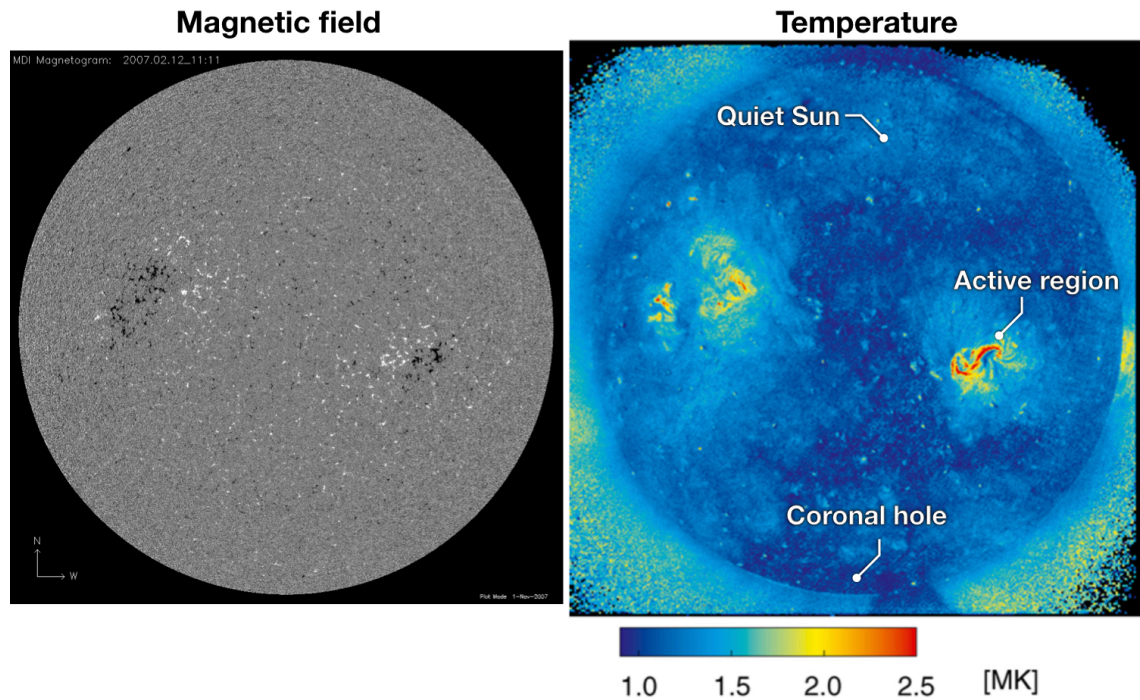 Magnetic field
Temperature
MDI Magnetogram: 2007.02.12_11:11
Quiet Sun
Active region
Coronal hole
N
W
Plot Made 1-Nov-2007
1.0 1.5 2.0 2.5 [MK]